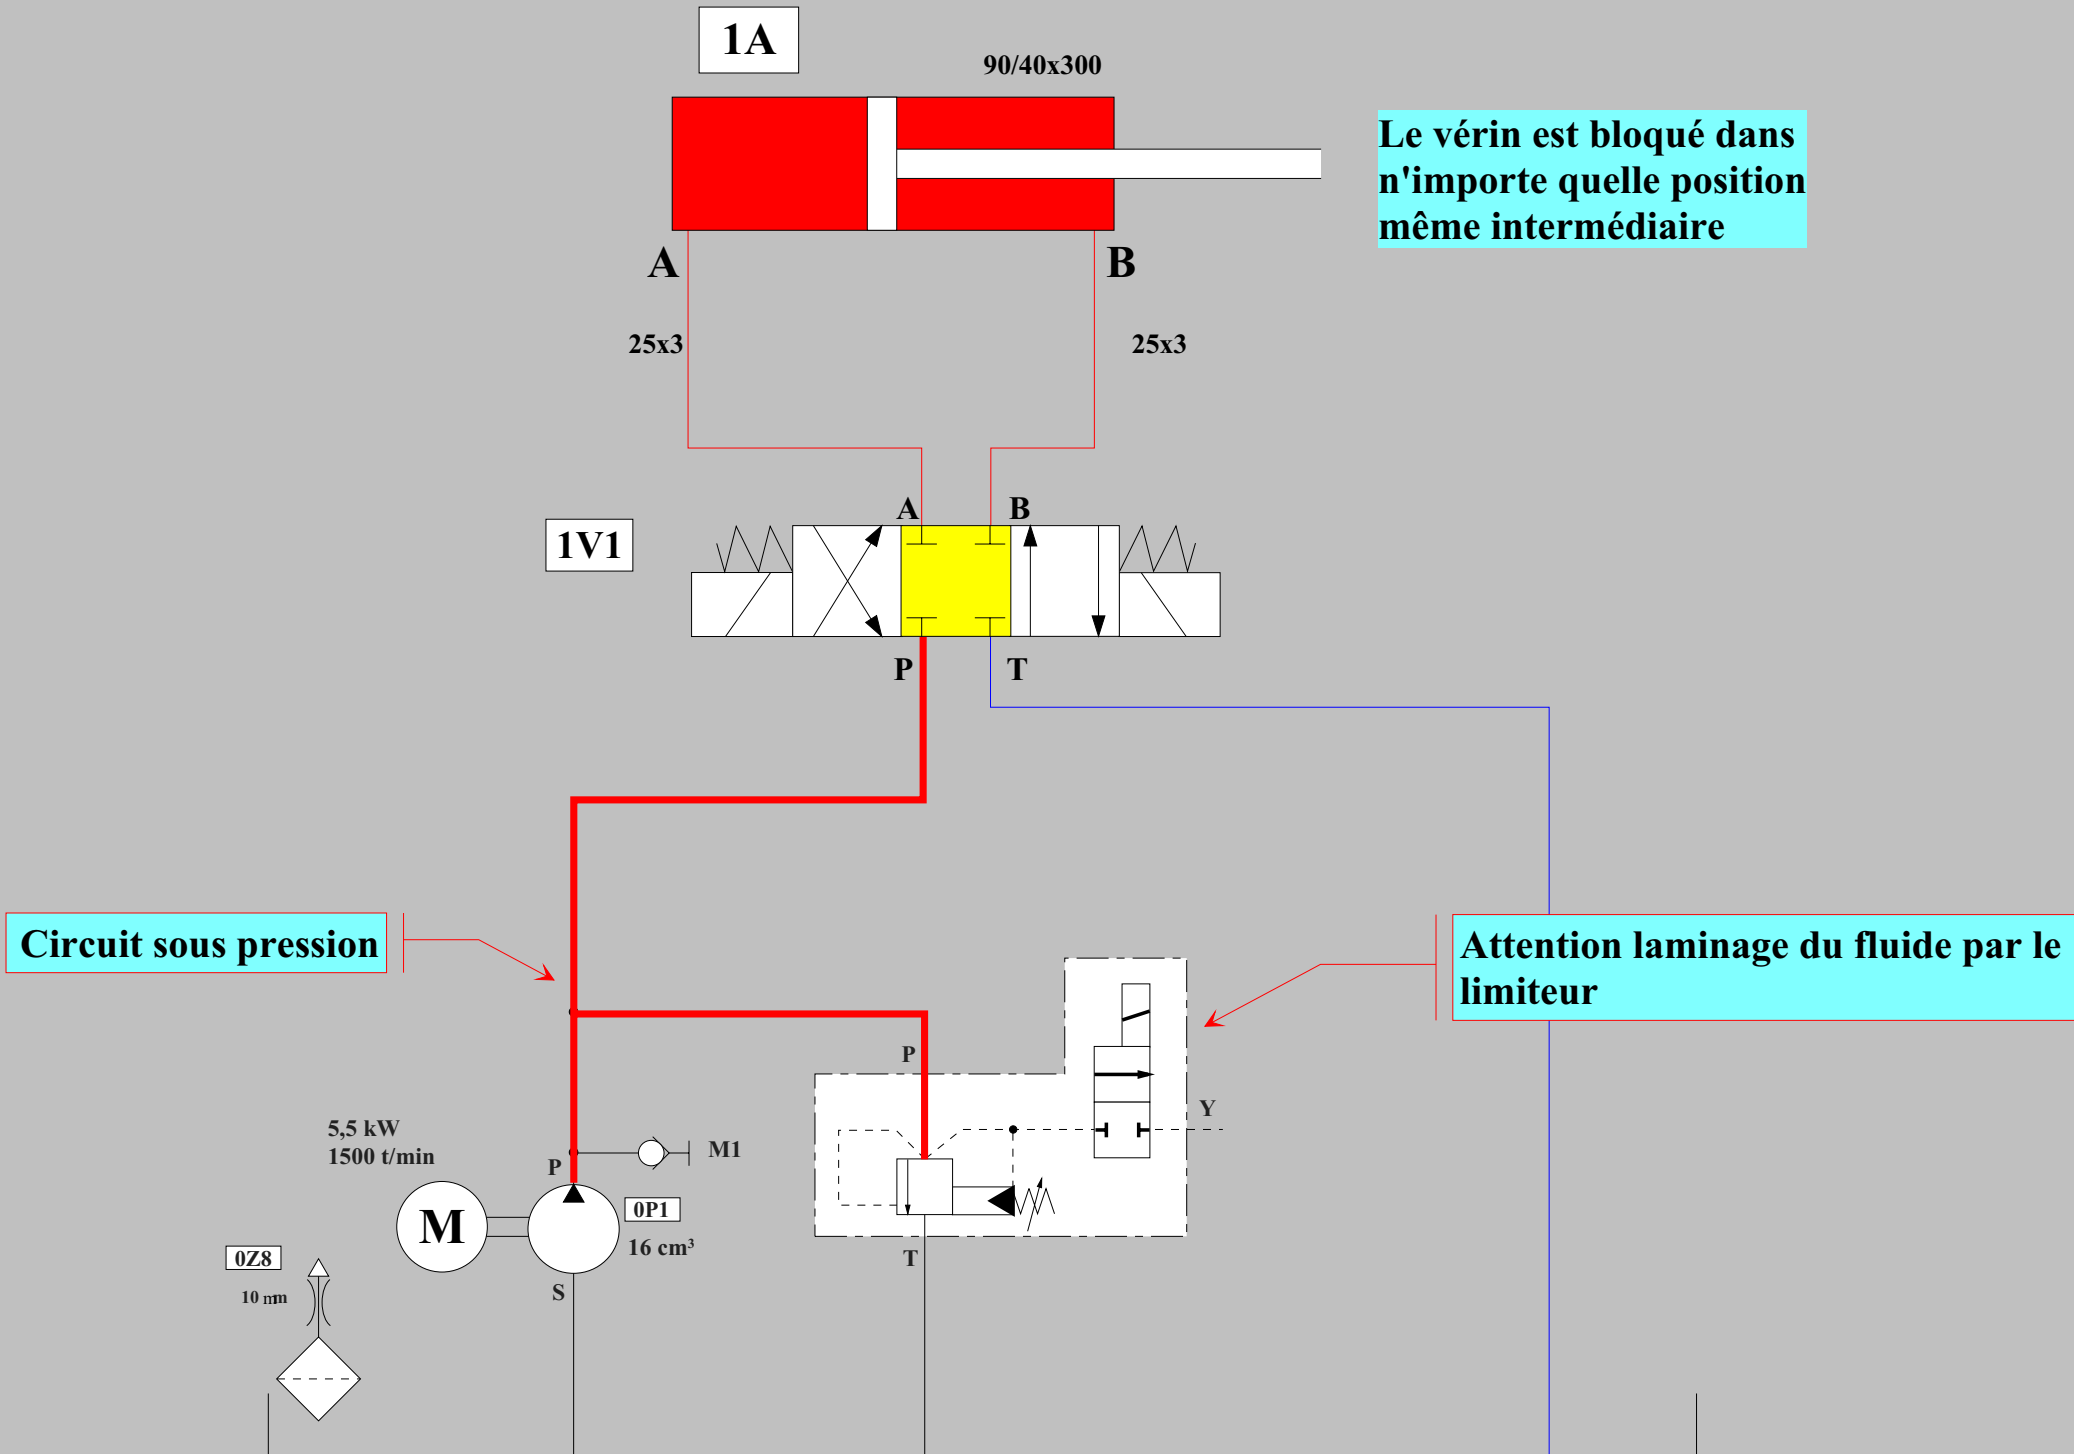 1A
90/40x300
Le vérin est bloqué dans
n'importe quelle position
même intermédiaire
A
B
25x3
25x3
A
B
1V1
P
T
Circuit sous pression
Attention laminage du fluide par le
limiteur
P
5,5 kW
1500 t/min
Y
P
M1
M
0P1
16 cm³
0Z8
10 mm
T
S